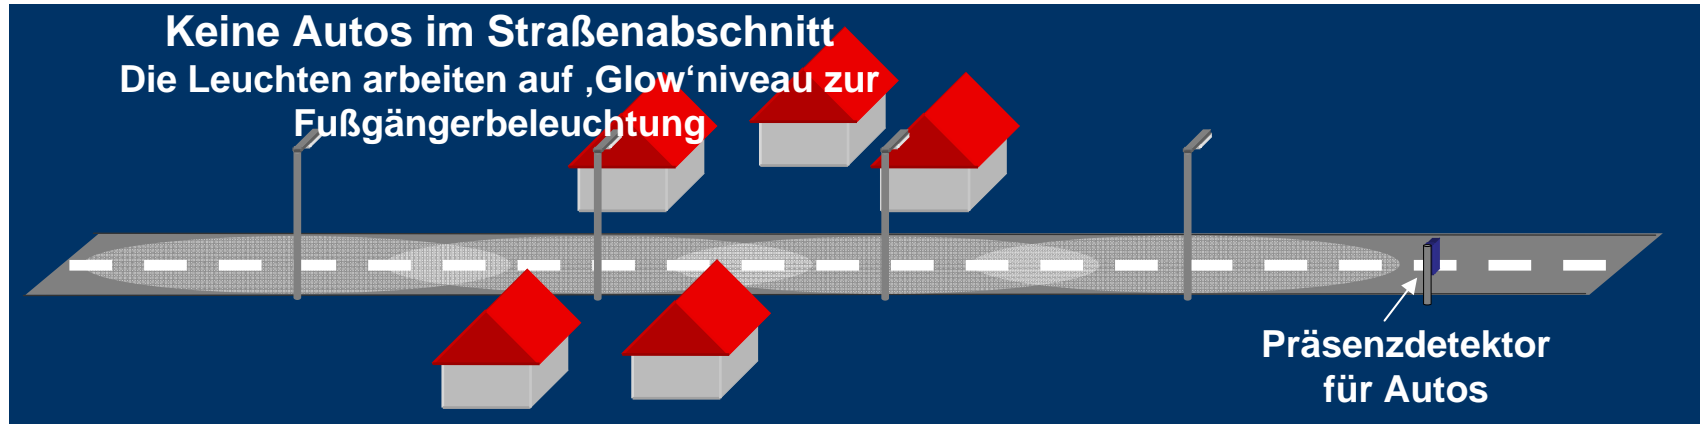 Keine Autos im Straßenabschnitt
Die Leuchten arbeiten auf ‚Glow‘niveau zur
Fußgängerbeleuchtung
Präsenzdetektor
für Autos